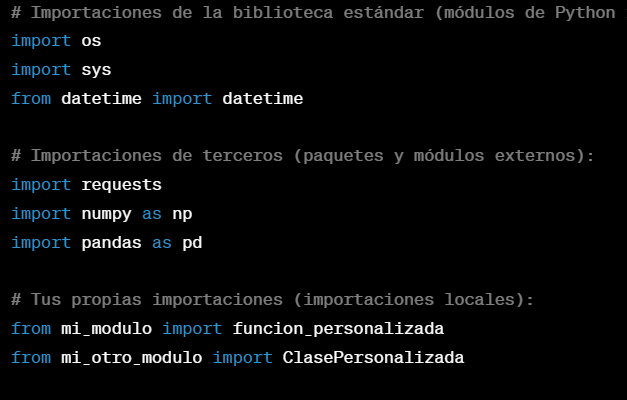 # Importaciones de la biblioteca estándar (módulos de Python
import os
import sys
from datetime import datetime
# Importaciones de terceros (paquetes y módulos externos):
import requests
import numpy as np
import pandas as pd
# Tus propias importaciones (importaciones locales):
from mi_modulo import funcion_personalizada
from mi_otro_modulo import ClasePersonalizada